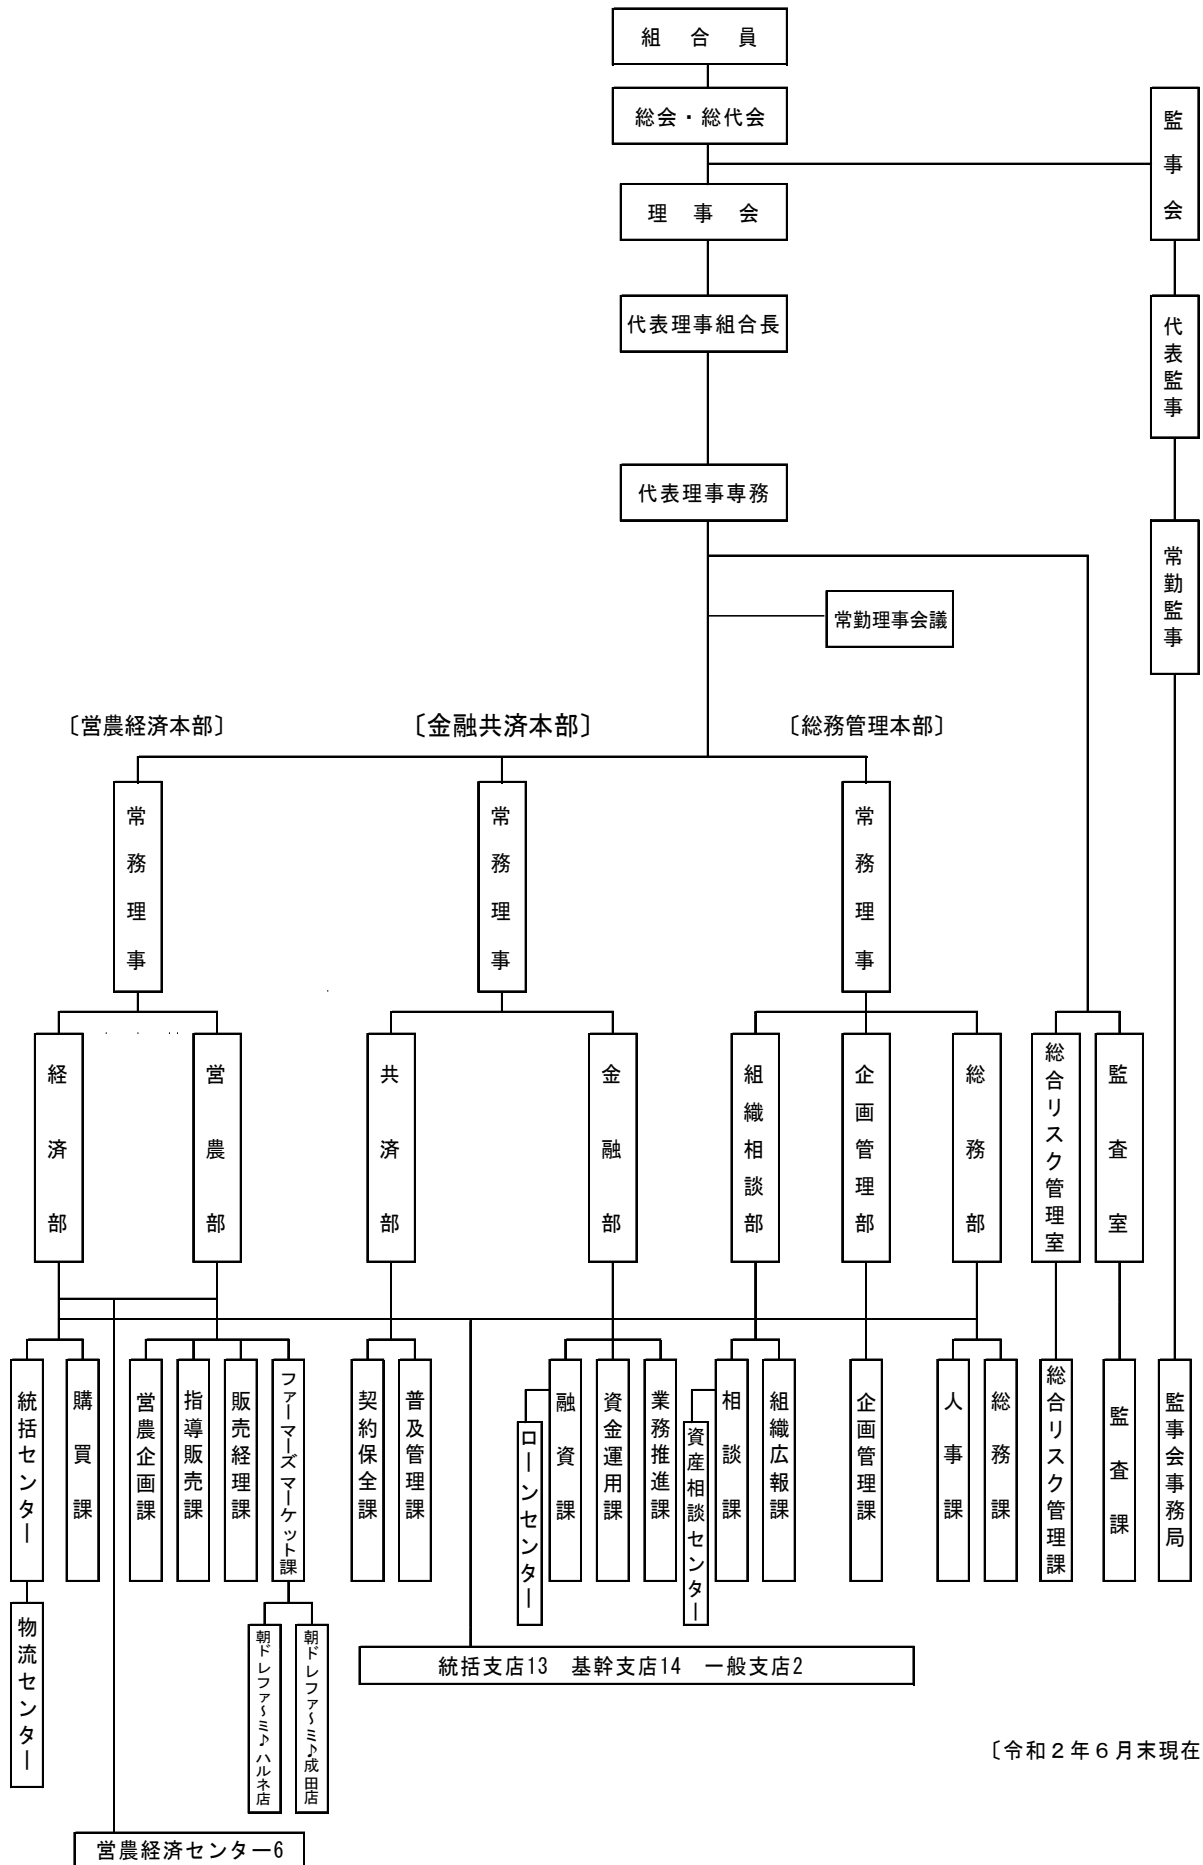 組合員
総会・総代会
監事会
理事会
代表理事組合長
代表監事
代表理事専務
常勤監事
常勤理事会議
〔営農経済本部〕
〔金融共済本部〕
〔総務管理本部〕
常務理事
常務理事
常務理事
経済部
営農部
共済部
金融部
組織相談部
企画管理部
総務部
総合リスク管理室
監査室
統括センター
購買課
営農企画課
指導販売課
販売経理課
ファーマーズマーケット課
契約保全課
普及管理課
ローンセンター
融資課
資金運用課
業務推進課
資産相談センター
相談課
組織広報課
企画管理課
人事課
総務課
総合リスク管理課
監査課
監事会事務局
物流センター
朝ドレファ～ミ♪ハルネ店
朝ドレファ～ミ♪成田店
統括支店13 基幹支店14 一般支店2
〔令和２年６月末現在
営農経済センター6